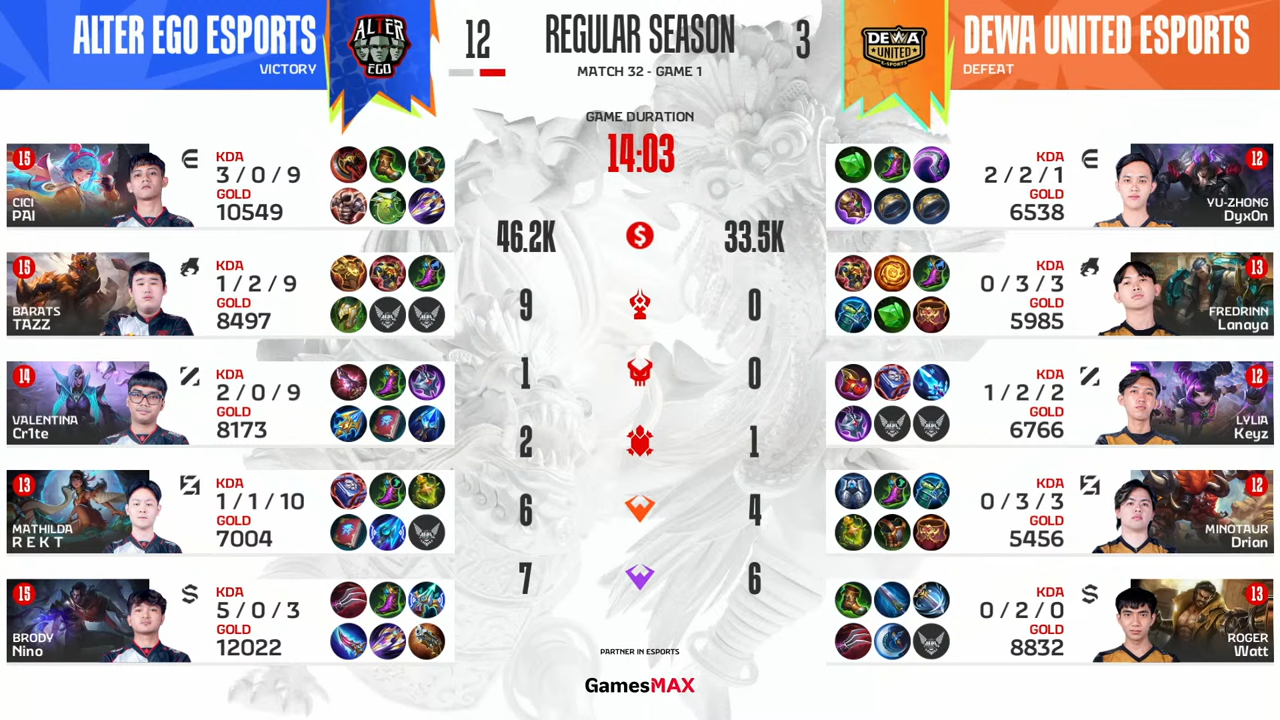 ALTER EGO ESPORTS
VICTORY
ALTER
EGO
12
REGULAR SEASON
MATCH 32 - GAME 1
3
DEWA
UNITED
E-SPORTS
DEWA UNITED ESPORTS
DEFEAT
GAME DURATION
14:03
15
CICI
PAI
KDA
3 / 0 / 9
GOLD
10549
15
BARATS
TAZZ
KDA
1 / 2 / 9
GOLD
8497
14
VALENTINA
Cr1te
KDA
2 / 0 / 9
GOLD
8173
13
MATHILDA
R E K T
KDA
1 / 1 / 10
GOLD
7004
15
BRODY
Nino
KDA
5 / 0 / 3
GOLD
12022
46.2K
33.5K
9
0
1
0
2
1
6
4
7
6
KDA
2 / 2 / 1
GOLD
6538
12
YU-ZHONG
DyxOn
KDA
0 / 3 / 3
GOLD
5985
13
FREDRINN
Lanaya
KDA
1 / 2 / 2
GOLD
6766
12
LYLIA
Keyz
KDA
0 / 3 / 3
GOLD
5456
12
MINOTAUR
Drian
KDA
0 / 2 / 0
GOLD
8832
13
ROGER
Watt
PARTNER IN ESPORTS
GamesMAX